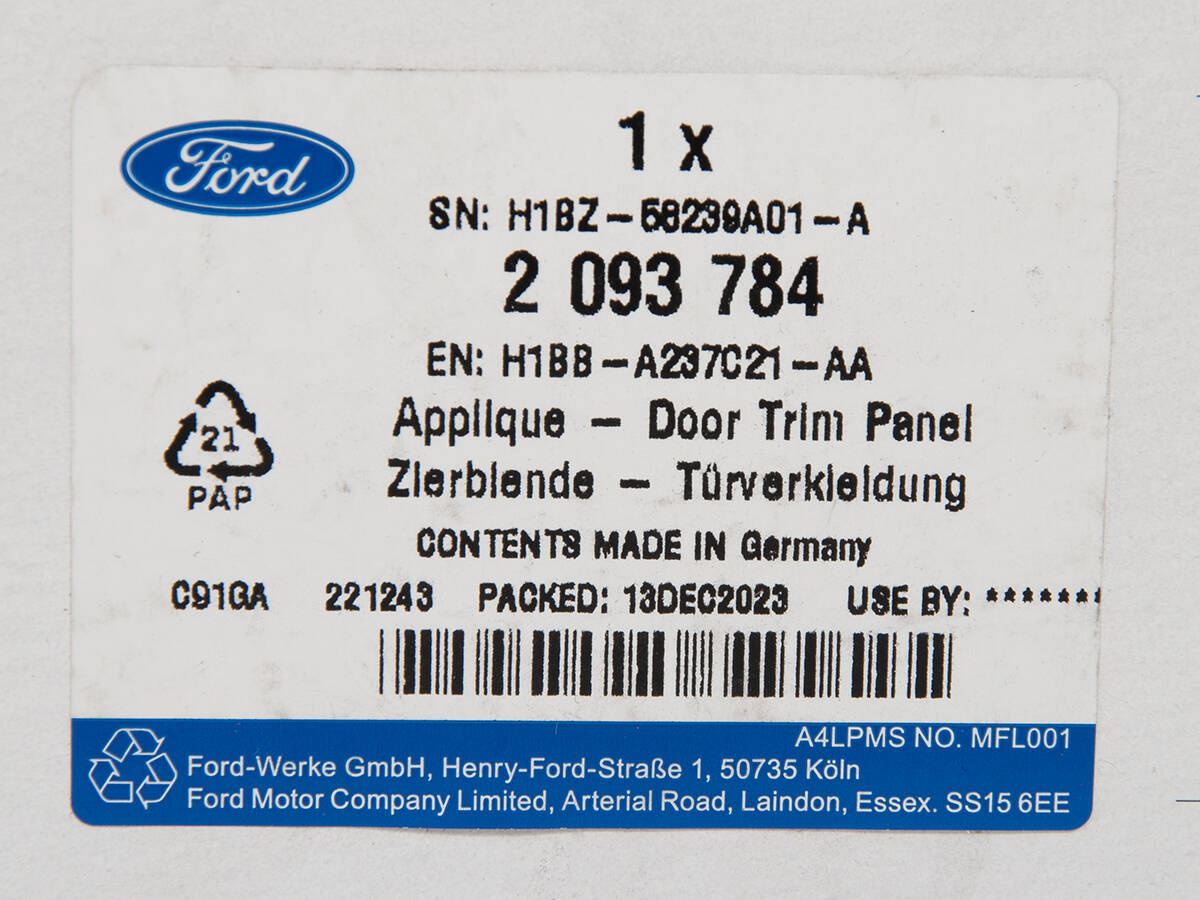 Ford
1 x
SN: H1BZ-58239A01-A
2 093 784
EN: H1BB-A237C21-AA
Applique - Door Trim Panel
Zierblende - Türverkleidung
21
PAP
CONTENTS MADE IN Germany
C91GA 221243 PACKED: 13DEC2023 USE BY: *******
A4LPMS NO. MFL001
Ford-Werke GmbH, Henry-Ford-Straße 1, 50735 Köln
Ford Motor Company Limited, Arterial Road, Laindon, Essex. SS15 6EE